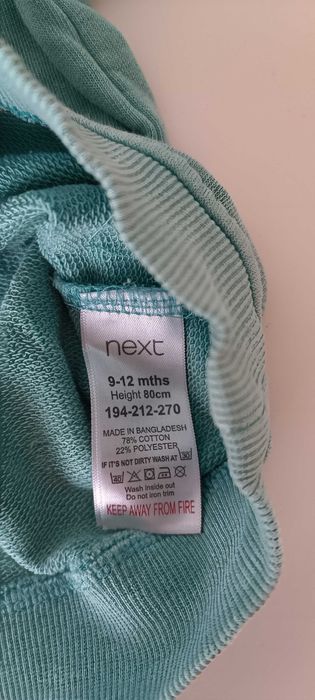 next
9-12 mths
Height 80cm
194-212-270
MADE IN BANGLADESH
78% COTTON
22% POLYESTER
IF IT'S NOT DIRTY WASH AT 30
40
Wash inside out
Do not iron trim
KEEP AWAY FROM FIRE